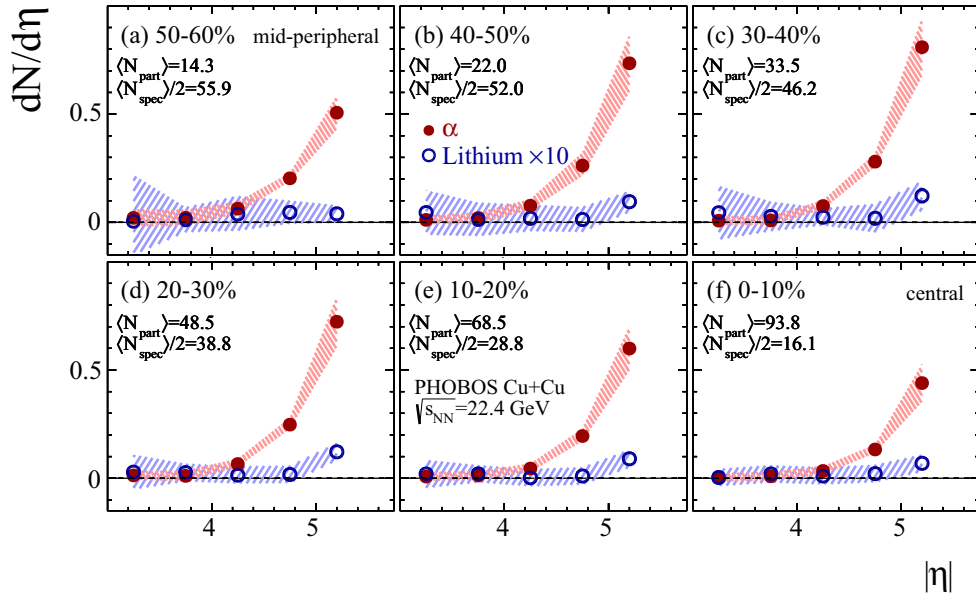 dN/dη
(a) 50-60% mid-peripheral
⟨N_part⟩=14.3
⟨N_spec⟩/2=55.9
(b) 40-50%
⟨N_part⟩=22.0
⟨N_spec⟩/2=52.0
α
Lithium ×10
(c) 30-40%
⟨N_part⟩=33.5
⟨N_spec⟩/2=46.2
0.5
0
(d) 20-30%
⟨N_part⟩=48.5
⟨N_spec⟩/2=38.8
(e) 10-20%
⟨N_part⟩=68.5
⟨N_spec⟩/2=28.8
PHOBOS Cu+Cu
√s_NN=22.4 GeV
(f) 0-10% central
⟨N_part⟩=93.8
⟨N_spec⟩/2=16.1
0.5
0
4 5 4 5 4 5
|η|